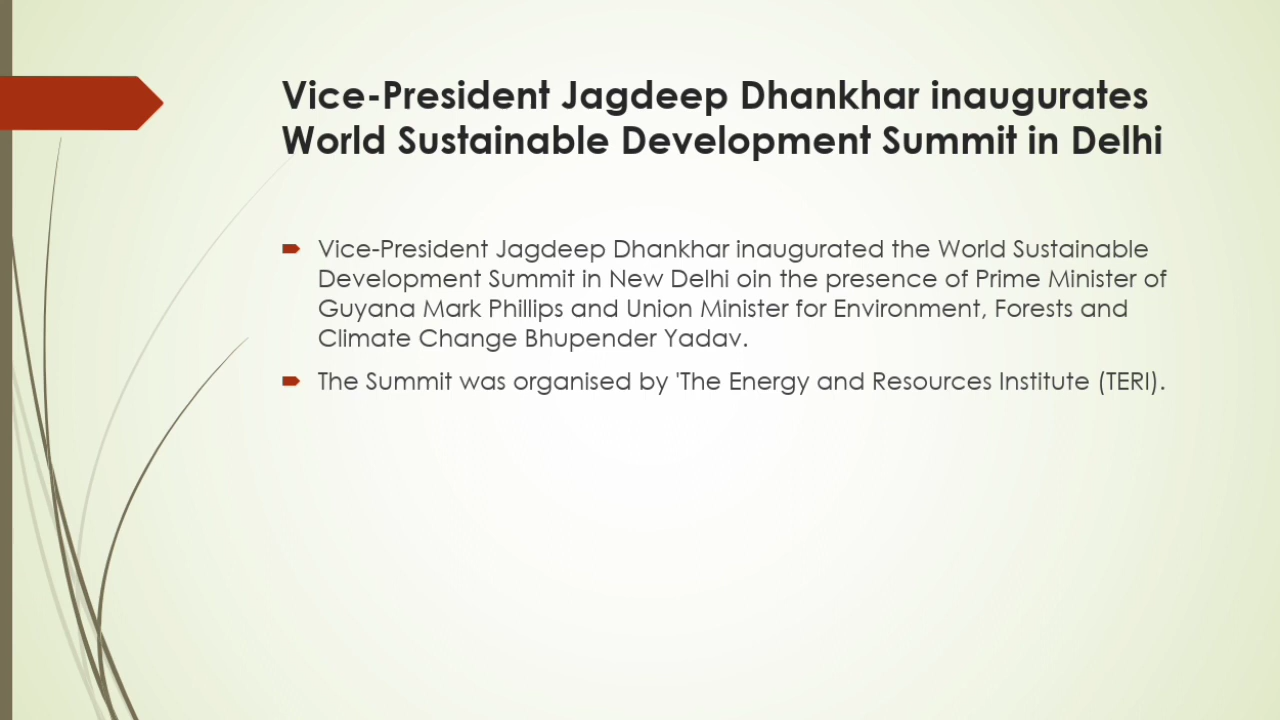 Vice-President Jagdeep Dhankhar inaugurates
World Sustainable Development Summit in Delhi
Vice-President Jagdeep Dhankhar inaugurated the World Sustainable
Development Summit in New Delhi oin the presence of Prime Minister of
Guyana Mark Phillips and Union Minister for Environment, Forests and
Climate Change Bhupender Yadav.
The Summit was organised by 'The Energy and Resources Institute (TERI).